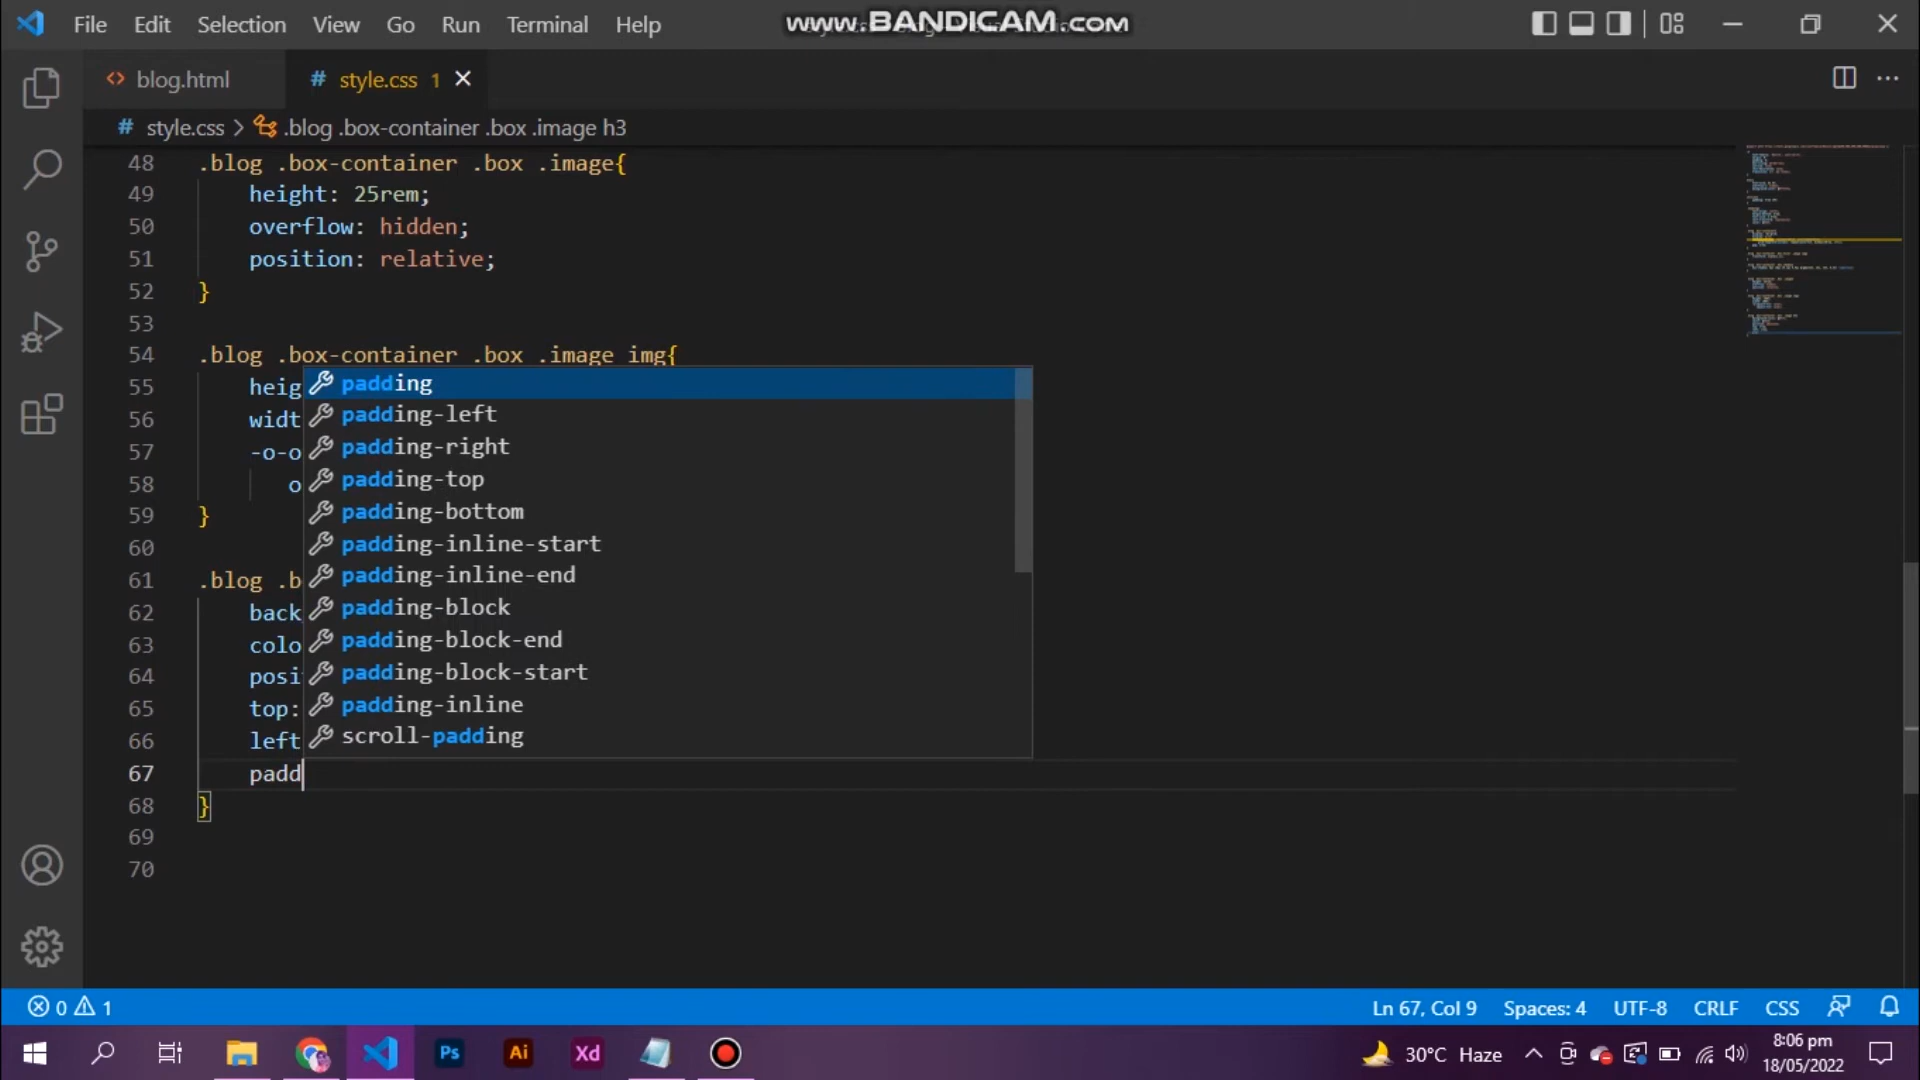 File Edit Selection View Go Run Terminal Help
www.BANDICAM.com
<> blog.html
# style.css 1
# style.css > .blog .box-container .box .image h3
48 .blog .box-container .box .image{
49 height: 25rem;
50 overflow: hidden;
51 position: relative;
52 }
53
54 .blog .box-container .box .image img{
55 heig
56 widt
57 -o-o
58 o
59 }
60
61 .blog .b
62 back
63 colo
64 posi
65 top:
66 left
67 padd
68 }
69
70
padding
padding-left
padding-right
padding-top
padding-bottom
padding-inline-start
padding-inline-end
padding-block
padding-block-end
padding-block-start
padding-inline
scroll-padding
0 1
Ln 67, Col 9 Spaces: 4 UTF-8 CRLF CSS
Ps Ai Xd
30°C Haze
8:06 pm
18/05/2022